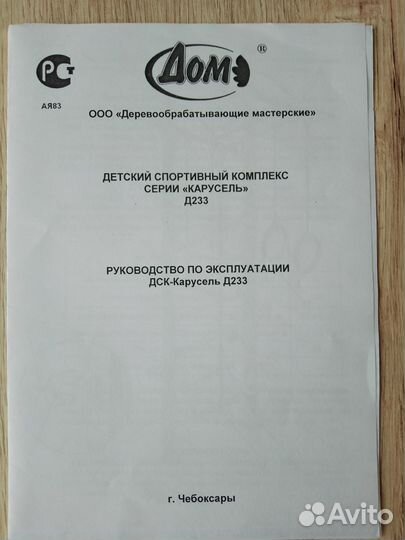 РСТ
АЯ83
ДОМ
®
ООО «Деревообрабатывающие мастерские»
ДЕТСКИЙ СПОРТИВНЫЙ КОМПЛЕКС
СЕРИИ «КАРУСЕЛЬ»
Д233
РУКОВОДСТВО ПО ЭКСПЛУАТАЦИИ
ДСК-Карусель Д233
г. Чебоксары
Avito